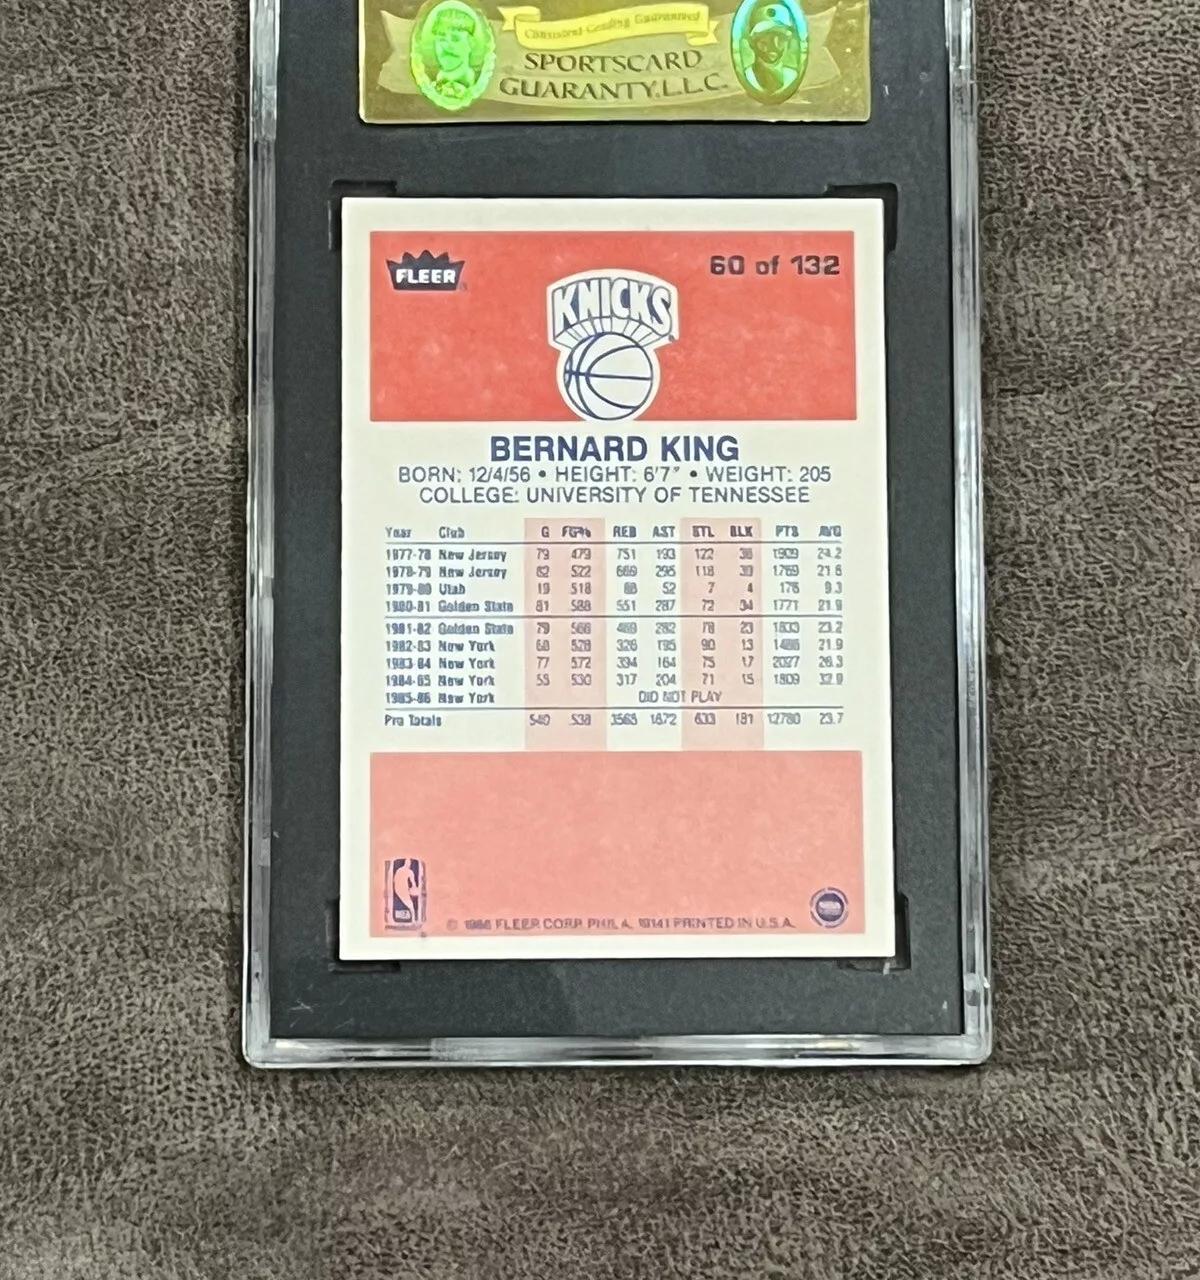 Consistent Grading Guaranteed
SPORTSCARD
GUARANTY, L.L.C.
FLEER
60 of 132
KNICKS
BERNARD KING
BORN: 12/4/56 • HEIGHT: 6'7" • WEIGHT: 205
COLLEGE: UNIVERSITY OF TENNESSEE
Year Club G FG% REB AST STL BLK PTS AVG
1977-78 New Jersey 79 479 751 193 122 36 1909 24.2
1978-79 New Jersey 82 522 669 295 118 39 1769 21.6
1979-80 Utah 19 518 88 52 7 4 176 9.3
1980-81 Golden State 81 588 551 287 72 34 1771 21.9
1981-82 Golden State 79 566 469 282 78 23 1833 23.2
1982-83 New York 68 528 326 195 90 13 1486 21.9
1983-84 New York 77 572 394 164 75 17 2027 26.3
1984-85 New York 55 530 317 204 71 15 1809 32.9
1985-86 New York DID NOT PLAY
Pro Totals 540 538 3565 1672 633 181 12780 23.7
NBA
© 1986 FLEER CORP. PHILA. 19141 PRINTED IN U.S.A.